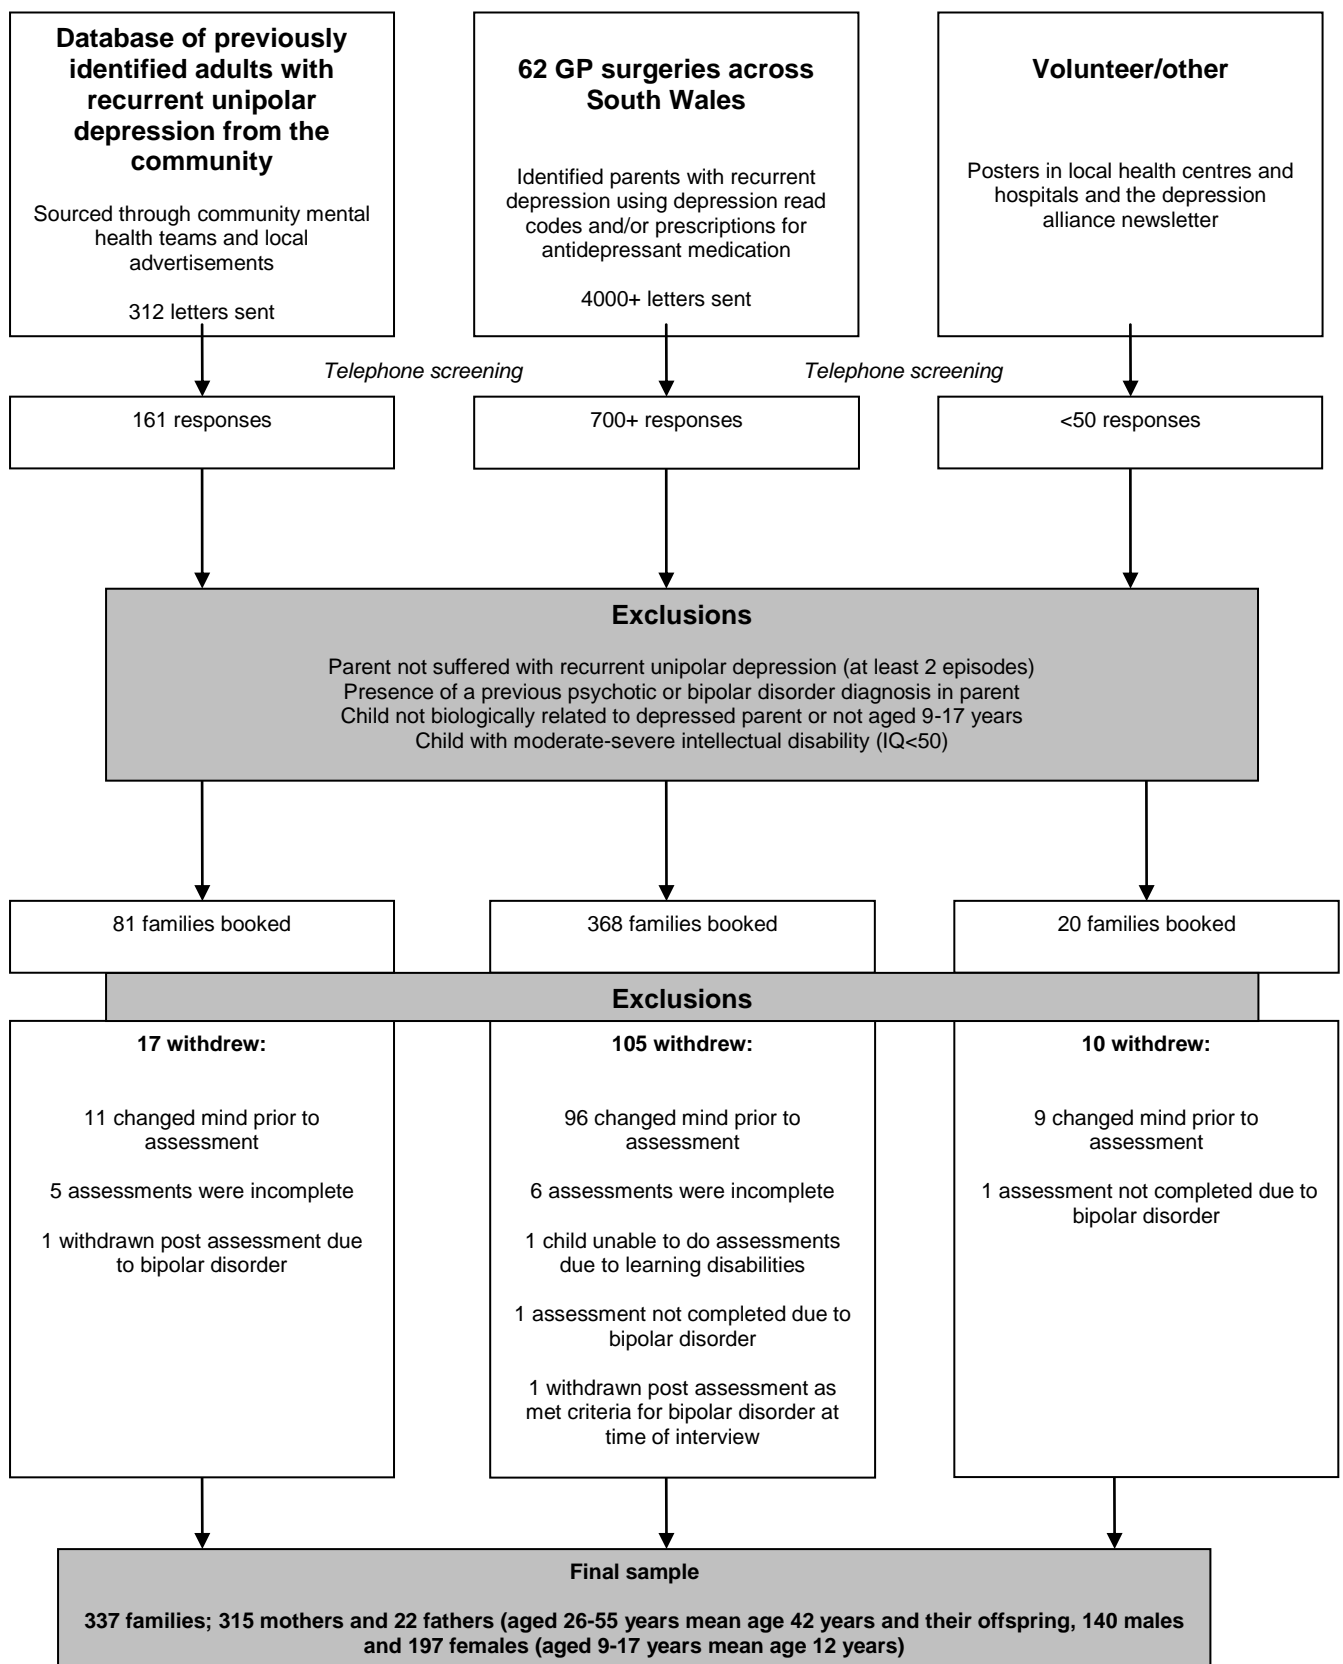 Database of previously
identified adults with
recurrent unipolar
depression from the
community
Sourced through community mental
health teams and local
advertisements
312 letters sent
62 GP surgeries across
South Wales
Identified parents with recurrent
depression using depression read
codes and/or prescriptions for
antidepressant medication
4000+ letters sent
Volunteer/other
Posters in local health centres and
hospitals and the depression
alliance newsletter
Telephone screening
Telephone screening
161 responses
700+ responses
<50 responses
Exclusions
Parent not suffered with recurrent unipolar depression (at least 2 episodes)
Presence of a previous psychotic or bipolar disorder diagnosis in parent
Child not biologically related to depressed parent or not aged 9-17 years
Child with moderate-severe intellectual disability (IQ<50)
81 families booked
368 families booked
20 families booked
Exclusions
17 withdrew:
11 changed mind prior to
assessment
5 assessments were incomplete
1 withdrawn post assessment due
to bipolar disorder
105 withdrew:
96 changed mind prior to
assessment
6 assessments were incomplete
1 child unable to do assessments
due to learning disabilities
1 assessment not completed due to
bipolar disorder
1 withdrawn post assessment as
met criteria for bipolar disorder at
time of interview
10 withdrew:
9 changed mind prior to
assessment
1 assessment not completed due to
bipolar disorder
Final sample
337 families; 315 mothers and 22 fathers (aged 26-55 years mean age 42 years and their offspring, 140 males
and 197 females (aged 9-17 years mean age 12 years)